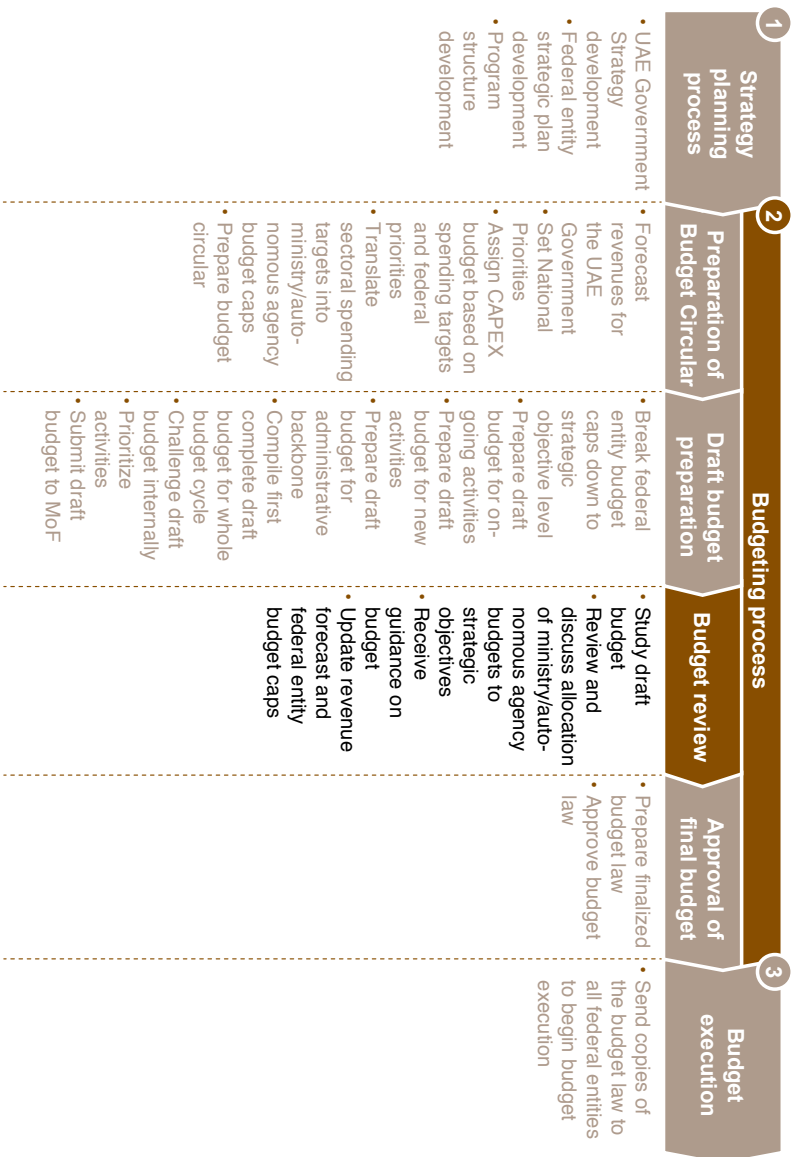 1
Strategy
planning
process
• UAE Government
Strategy
development
• Federal entity
strategic plan
development
• Program
structure
development
2
Budgeting process
Preparation of
Budget Circular
• Forecast
revenues for
the UAE
Government
• Set National
Priorities
• Assign CAPEX
budget based on
spending targets
and federal
priorities
• Translate
sectoral spending
targets into
ministry/auto-
nomous agency
budget caps
• Prepare budget
circular
Draft budget
preparation
• Break federal
entity budget
caps down to
strategic
objective level
• Prepare draft
budget for on-
going activities
• Prepare draft
budget for new
activities
• Prepare draft
budget for
administrative
backbone
• Compile first
complete draft
budget for whole
budget cycle
• Challenge draft
budget internally
• Prioritize
activities
• Submit draft
budget to MoF
Budget review
• Study draft
budget
• Review and
discuss allocation
of ministry/auto-
nomous agency
budgets to
strategic
objectives
• Receive
guidance on
budget
• Update revenue
forecast and
federal entity
budget caps
Approval of
final budget
• Prepare finalized
budget law
• Approve budget
law
3
Budget
execution
• Send copies of
the budget law to
all federal entities
to begin budget
execution